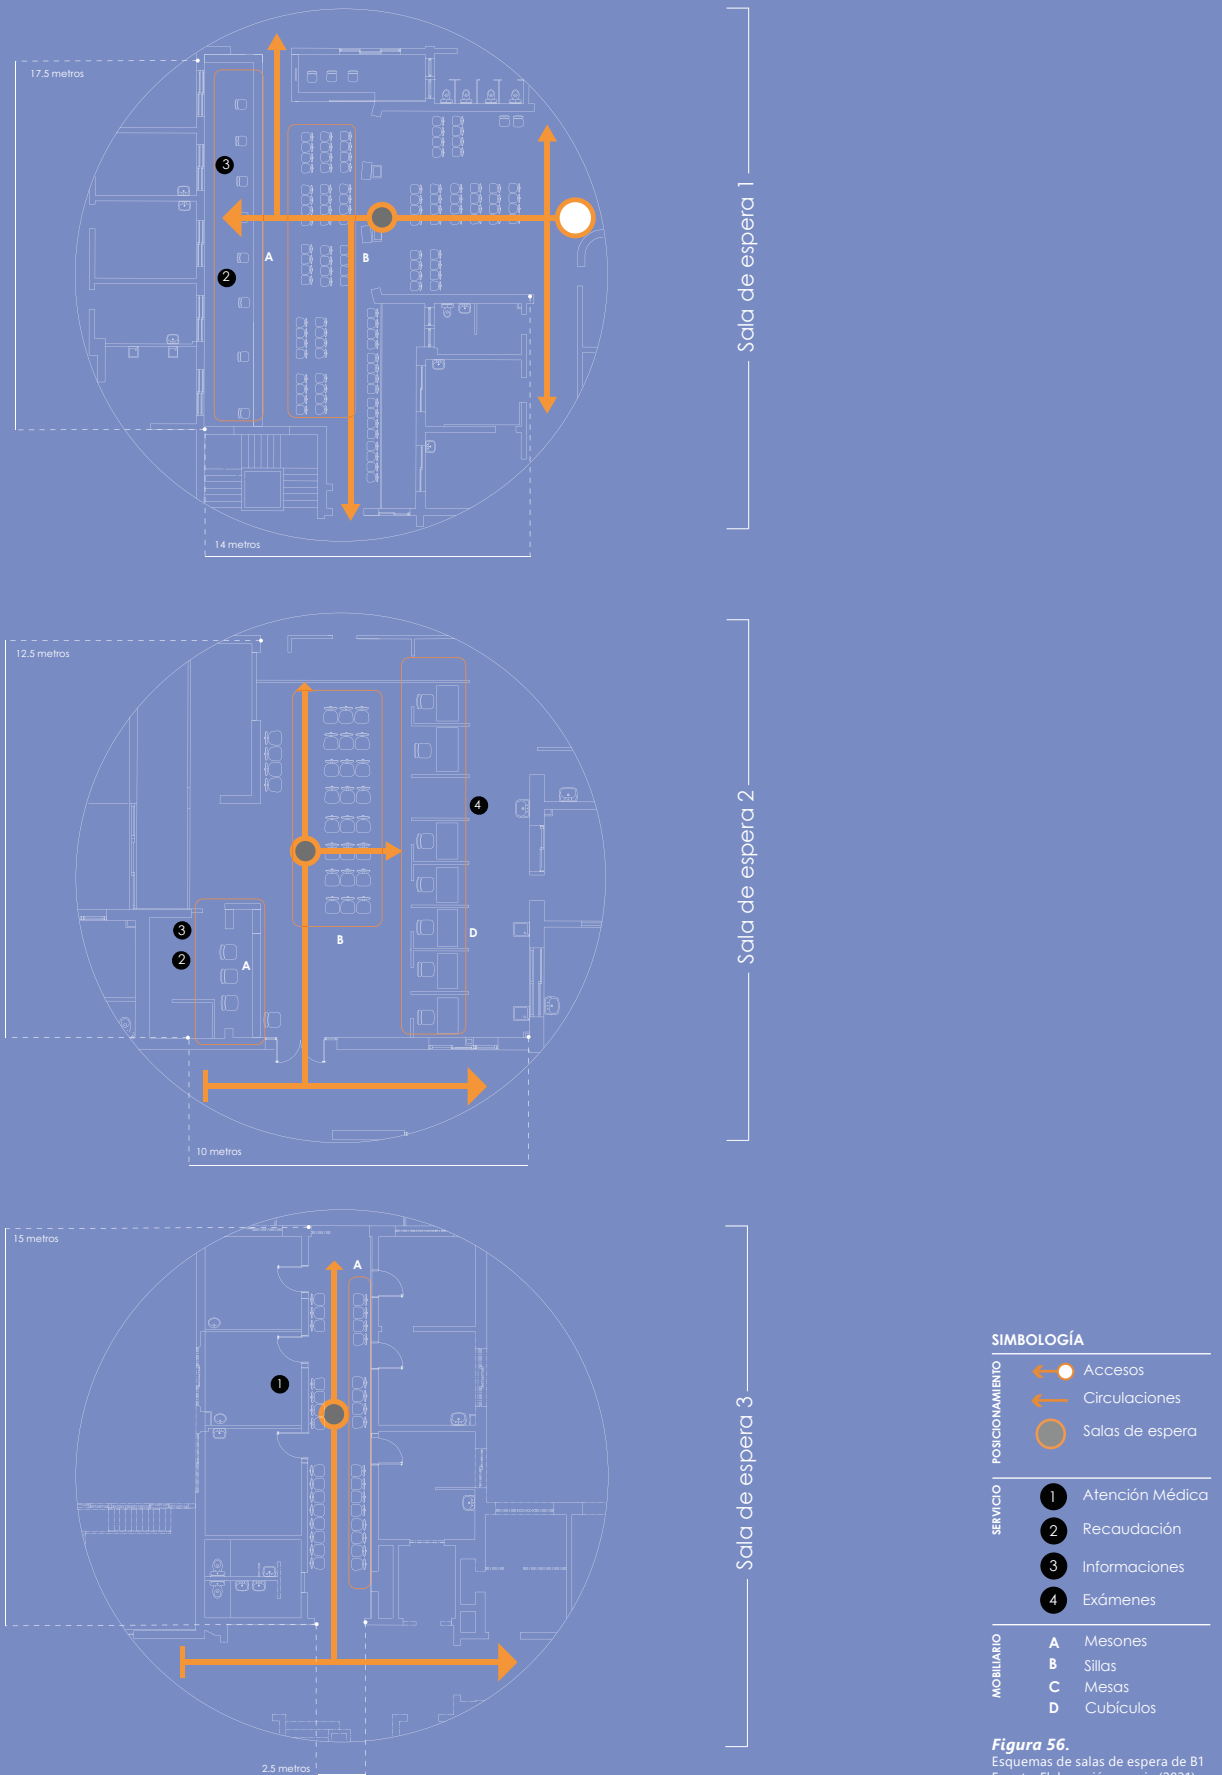 17.5 metros
3
A
B
2
14 metros
Sala de espera 1
12.5 metros
4
3
2
A
B
D
10 metros
Sala de espera 2
15 metros
A
1
2.5 metros
Sala de espera 3
SIMBOLOGÍA
POSICIONAMIENTO
Accesos
Circulaciones
Salas de espera
SERVICIO
1 Atención Médica
2 Recaudación
3 Informaciones
4 Exámenes
MOBILIARIO
A Mesones
B Sillas
C Mesas
D Cubículos
Figura 56.
Esquemas de salas de espera de B1